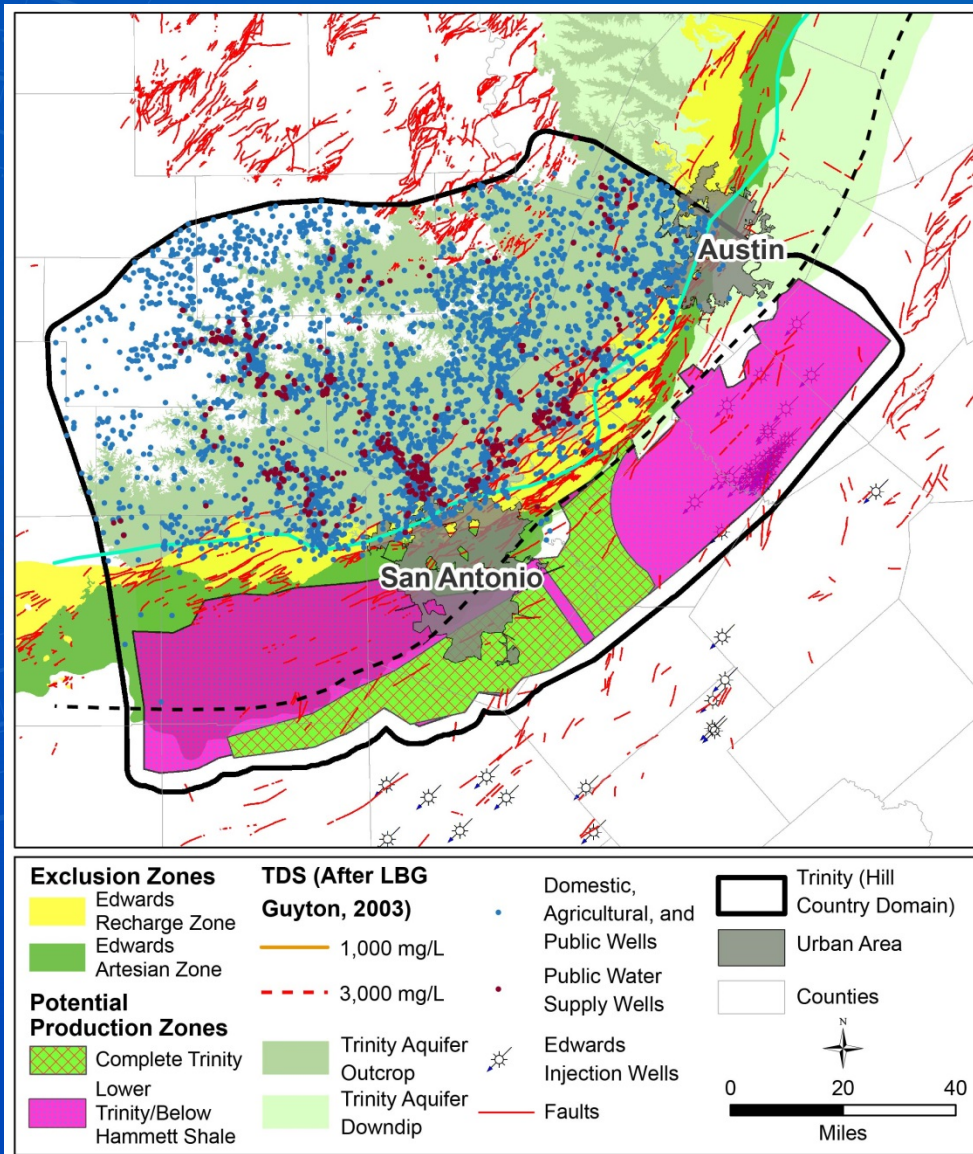 Austin
San Antonio
Exclusion Zones
Edwards
Recharge Zone
Edwards
Artesian Zone
Potential
Production Zones
Complete Trinity
Lower
Trinity/Below
Hammett Shale
TDS (After LBG
Guyton, 2003)
1,000 mg/L
3,000 mg/L
Trinity Aquifer
Outcrop
Trinity Aquifer
Downdip
Domestic,
Agricultural, and
Public Wells
Public Water
Supply Wells
Edwards
Injection Wells
Faults
Trinity (Hill
Country Domain)
Urban Area
Counties
N
0 20 40
Miles